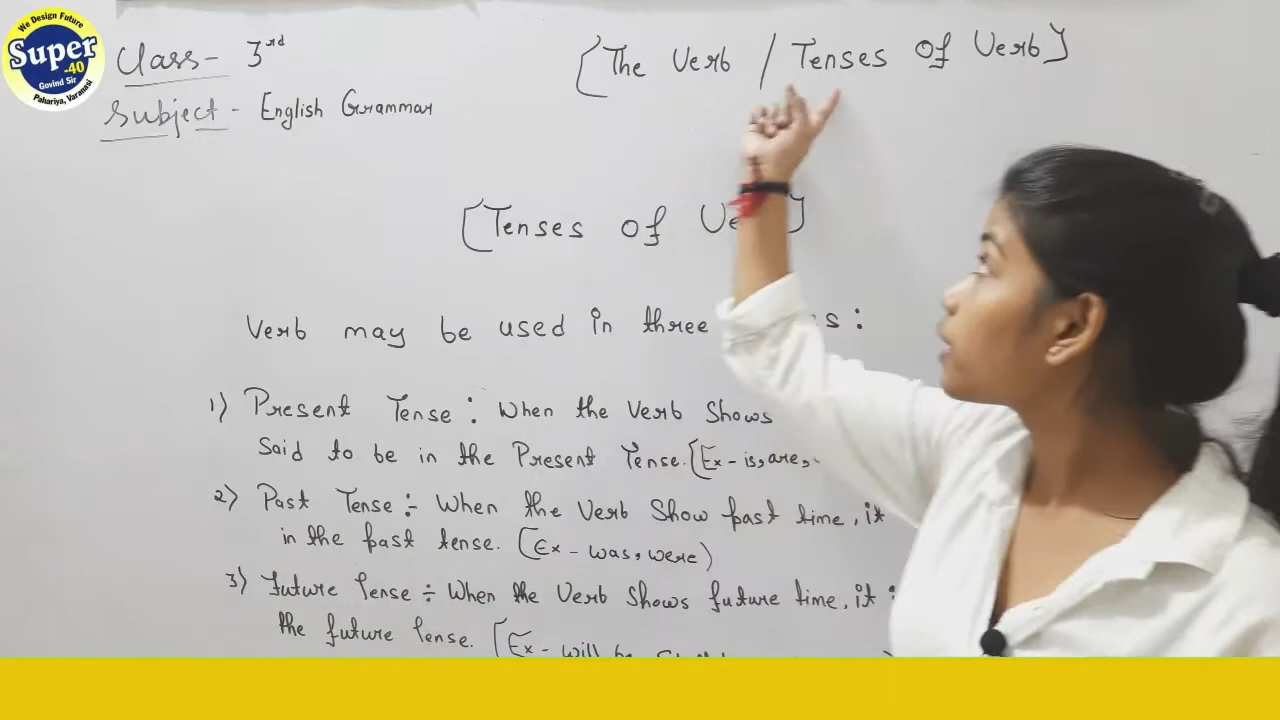 We Design Future
Super
-40
Govind Sir
Pahariya, Varanasi
Class- 3rd
Subject- English Grammar
[The Verb / Tenses Of Verb]
[Tenses of Ve ]
Verb may be used in three s:
1) Present Tense: When the Verb Shows
Said to be in the Present Tense.[Ex-is,are,
2) Past Tense:- When the Verb Show past time, it
in the past tense. (Ex-was, were)
3) future Tense ÷ When the Verb Shows future time, it
the future Tense. [Ex- will be